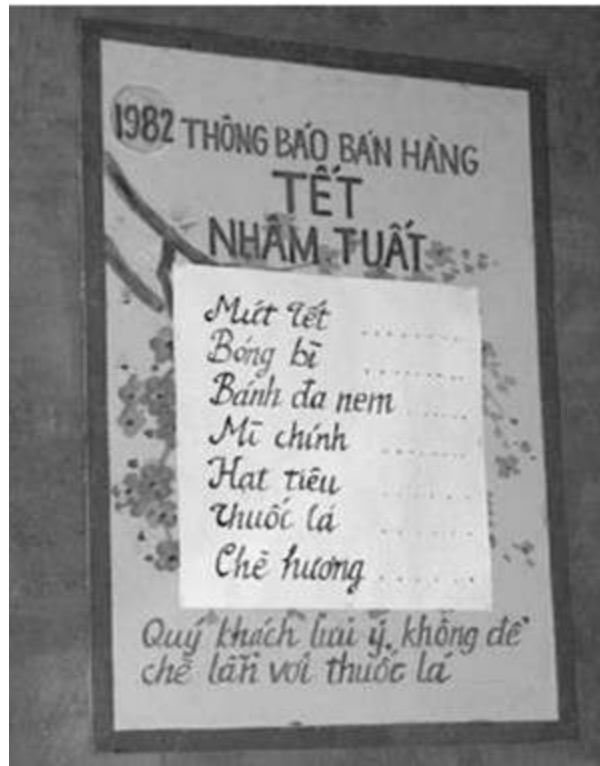 1982 THÔNG BÁO BÁN HÀNG
TẾT
NHÂM TUẤT
Mứt Tết ........
Bóng bì ........
Bánh đa nem ......
Mì chính .......
Hạt tiêu .......
Thuốc lá .......
Chè hương .......
Quý khách lưu ý, không để
chè lẫn với thuốc lá